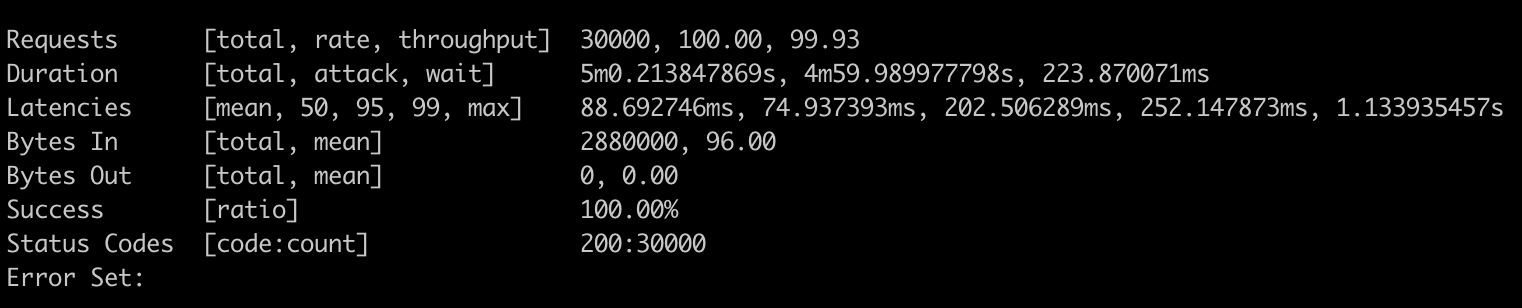 Requests      [total, rate, throughput]  30000, 100.00, 99.93
Duration      [total, attack, wait]      5m0.213847869s, 4m59.989977798s, 223.870071ms
Latencies     [mean, 50, 95, 99, max]    88.692746ms, 74.937393ms, 202.506289ms, 252.147873ms, 1.133935457s
Bytes In      [total, mean]              2880000, 96.00
Bytes Out     [total, mean]              0, 0.00
Success       [ratio]                    100.00%
Status Codes  [code:count]               200:30000
Error Set: